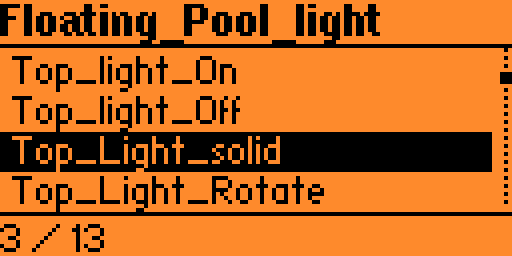 Floating_Pool_light
Top_light_On
Top_light_Off
Top_Light_solid
Top_Light_Rotate
3 / 13